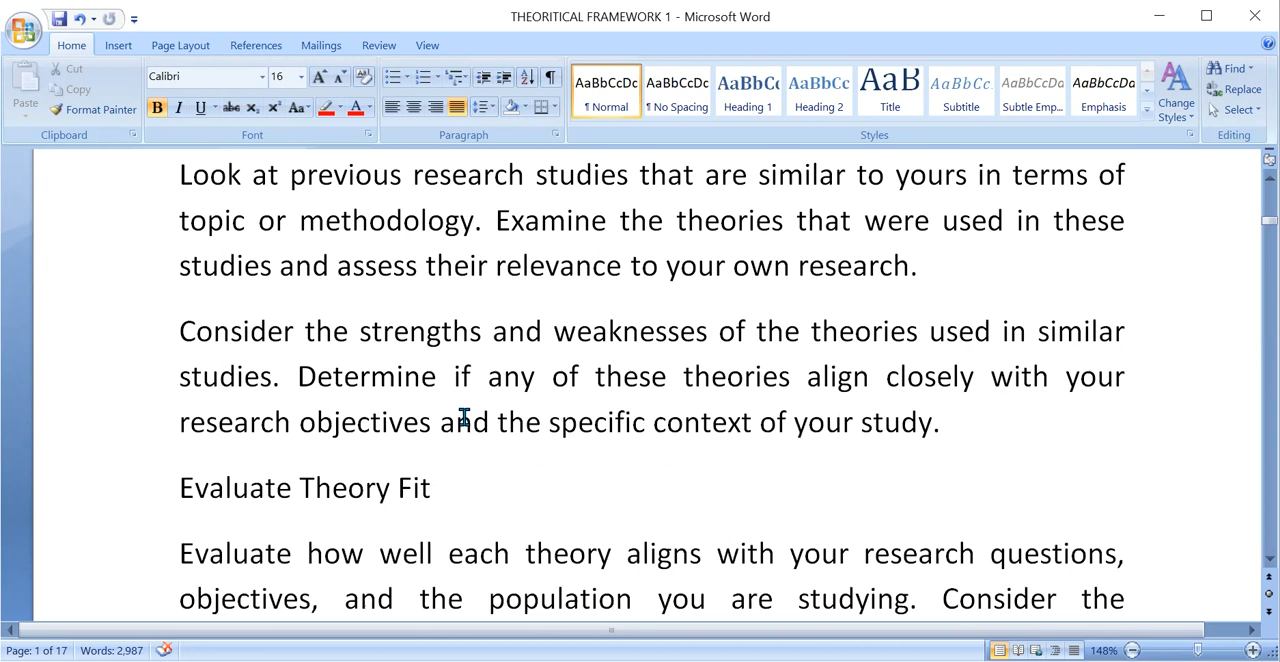 THEORITICAL FRAMEWORK 1 - Microsoft Word
Home Insert Page Layout References Mailings Review View
Paste
Cut
Copy
Format Painter
Clipboard
Calibri 16
B I U abc x₂ x² Aa
Font
Paragraph
AaBbCcDc AaBbCcDc AaBbCc AaBbCc AaB AaBbCc. AaBbCcDa AaBbCcDa
¶ Normal ¶ No Spacing Heading 1 Heading 2 Title Subtitle Subtle Emp... Emphasis
Change Styles
Styles
Find
Replace
Select
Editing
Look at previous research studies that are similar to yours in terms of
topic or methodology. Examine the theories that were used in these
studies and assess their relevance to your own research.
Consider the strengths and weaknesses of the theories used in similar
studies. Determine if any of these theories align closely with your
research objectives and the specific context of your study.
Evaluate Theory Fit
Evaluate how well each theory aligns with your research questions,
objectives, and the population you are studying. Consider the
Page: 1 of 17 Words: 2,987 148%